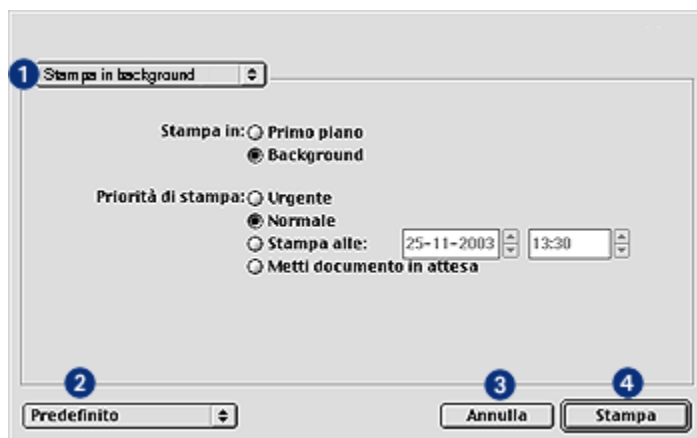 1 Stampa in background
Stampa in: Primo piano
Background
Priorità di stampa: Urgente
Normale
Stampa alle: 25-11-2003 13:30
Metti documento in attesa
2 3 4
Predefinito Annulla Stampa